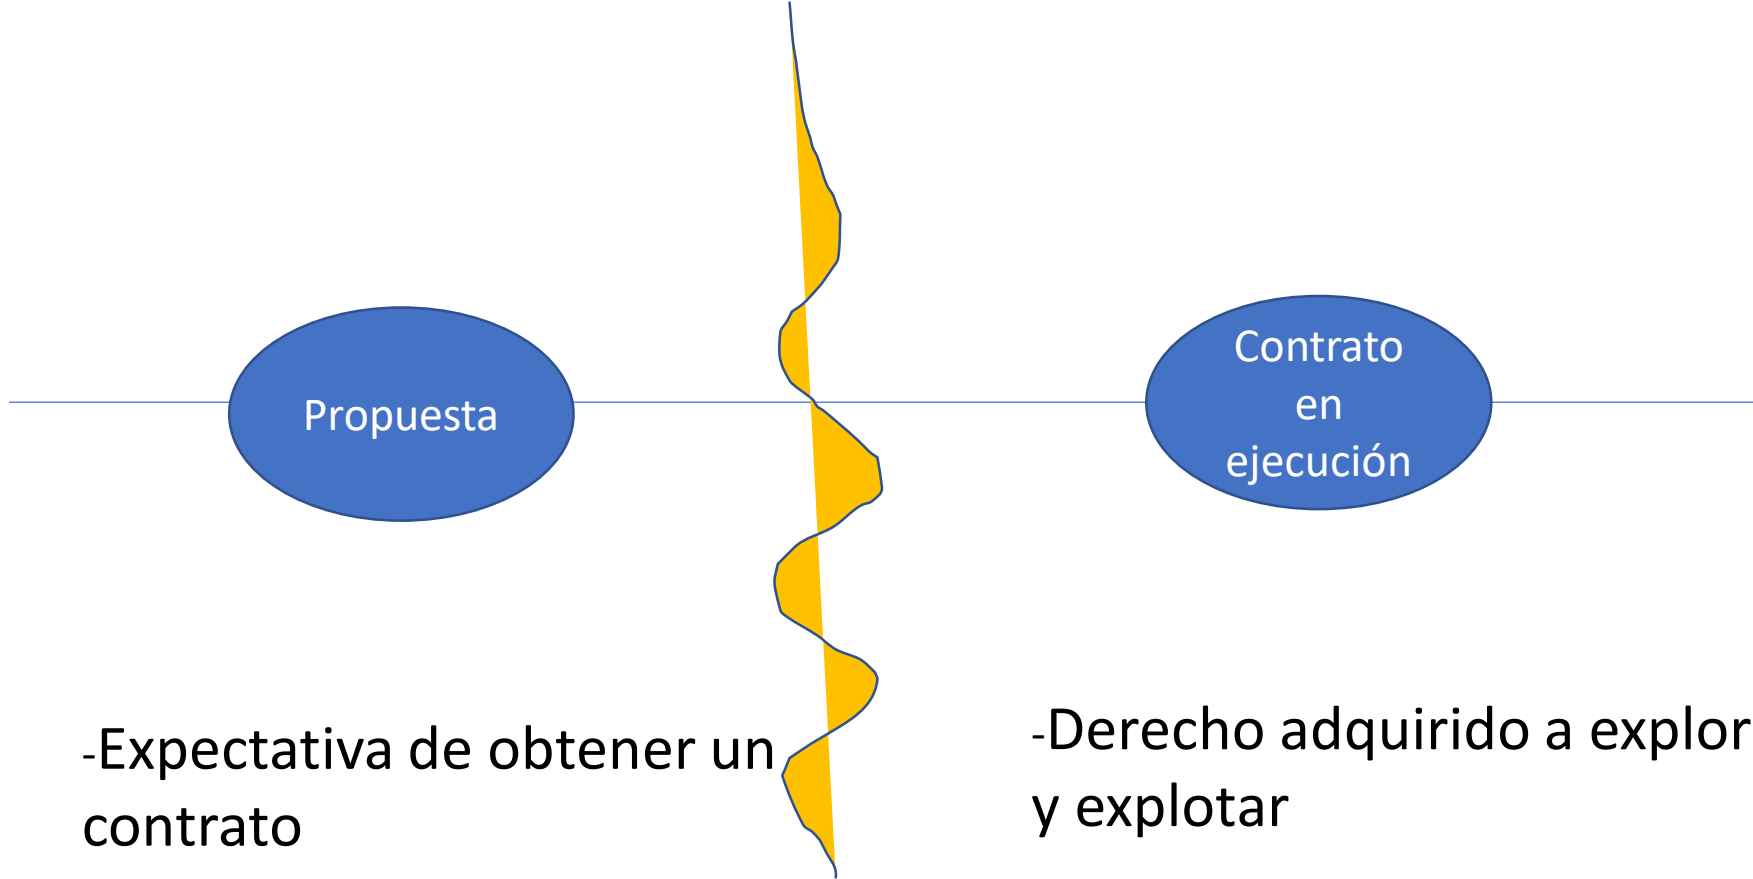 Propuesta
Contrato
en
ejecución
-Expectativa de obtener un
contrato
-Derecho adquirido a explor
y explotar